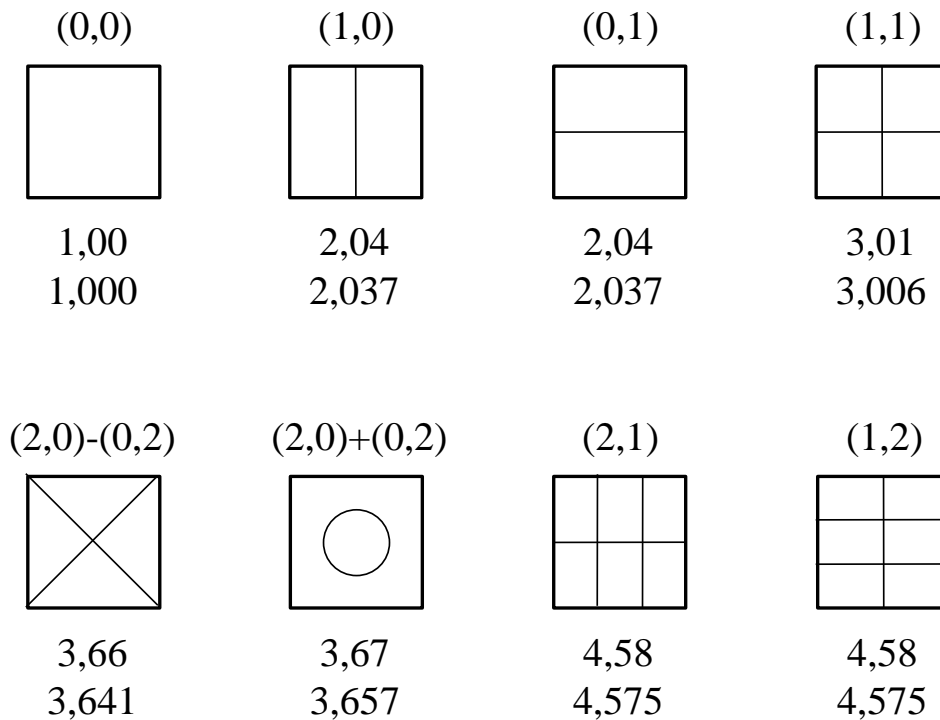 (0,0) (1,0) (0,1) (1,1)
1,00 2,04 2,04 3,01
1,000 2,037 2,037 3,006
(2,0)-(0,2) (2,0)+(0,2) (2,1) (1,2)
3,66 3,67 4,58 4,58
3,641 3,657 4,575 4,575